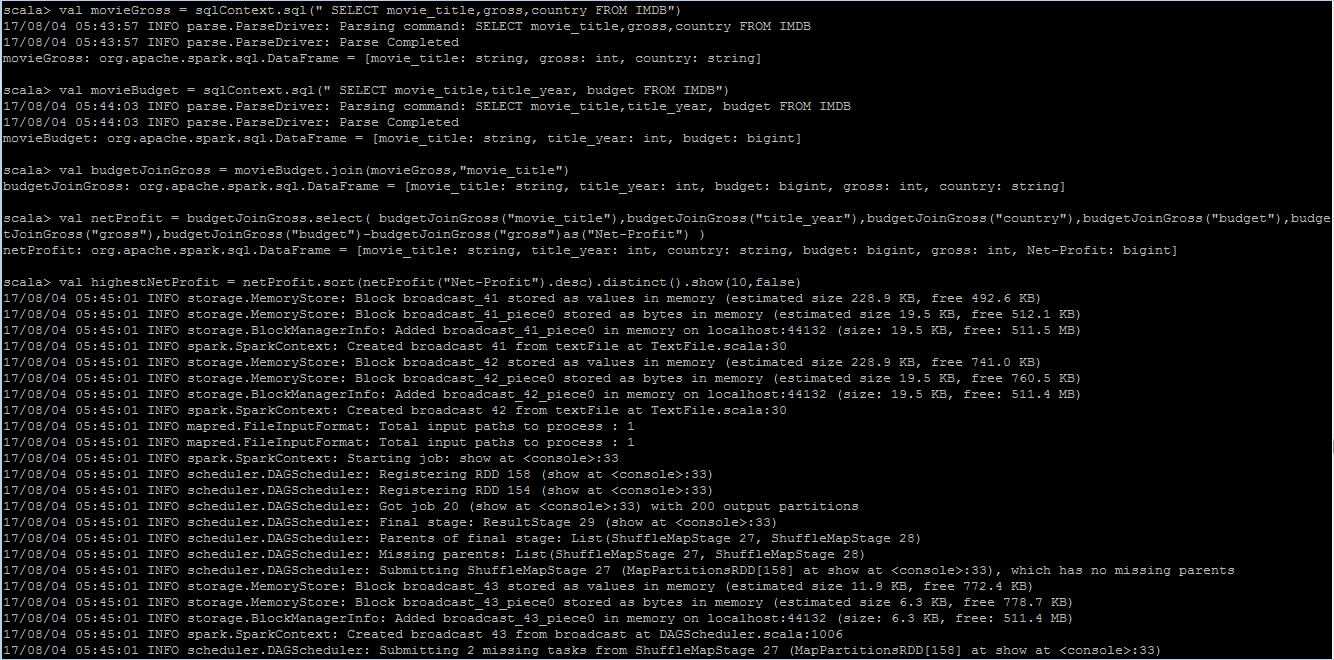 scala> val movieGross = sqlContext.sql(" SELECT movie_title,gross,country FROM IMDB")
17/08/04 05:43:57 INFO parse.ParseDriver: Parsing command: SELECT movie_title,gross,country FROM IMDB
17/08/04 05:43:57 INFO parse.ParseDriver: Parse Completed
movieGross: org.apache.spark.sql.DataFrame = [movie_title: string, gross: int, country: string]
scala> val movieBudget = sqlContext.sql(" SELECT movie_title,title_year, budget FROM IMDB")
17/08/04 05:44:03 INFO parse.ParseDriver: Parsing command: SELECT movie_title,title_year, budget FROM IMDB
17/08/04 05:44:03 INFO parse.ParseDriver: Parse Completed
movieBudget: org.apache.spark.sql.DataFrame = [movie_title: string, title_year: int, budget: bigint]
scala> val budgetJoinGross = movieBudget.join(movieGross,"movie_title")
budgetJoinGross: org.apache.spark.sql.DataFrame = [movie_title: string, title_year: int, budget: bigint, gross: int, country: string]
scala> val netProfit = budgetJoinGross.select( budgetJoinGross("movie_title"),budgetJoinGross("title_year"),budgetJoinGross("country"),budgetJoinGross("budget"),budge
tJoinGross("gross"),budgetJoinGross("budget")-budgetJoinGross("gross")as("Net-Profit") )
netProfit: org.apache.spark.sql.DataFrame = [movie_title: string, title_year: int, country: string, budget: bigint, gross: int, Net-Profit: bigint]
scala> val highestNetProfit = netProfit.sort(netProfit("Net-Profit").desc).distinct().show(10,false)
17/08/04 05:45:01 INFO storage.MemoryStore: Block broadcast_41 stored as values in memory (estimated size 228.9 KB, free 492.6 KB)
17/08/04 05:45:01 INFO storage.MemoryStore: Block broadcast_41_piece0 stored as bytes in memory (estimated size 19.5 KB, free 512.1 KB)
17/08/04 05:45:01 INFO storage.BlockManagerInfo: Added broadcast_41_piece0 in memory on localhost:44132 (size: 19.5 KB, free: 511.5 MB)
17/08/04 05:45:01 INFO spark.SparkContext: Created broadcast 41 from textFile at TextFile.scala:30
17/08/04 05:45:01 INFO storage.MemoryStore: Block broadcast_42 stored as values in memory (estimated size 228.9 KB, free 741.0 KB)
17/08/04 05:45:01 INFO storage.MemoryStore: Block broadcast_42_piece0 stored as bytes in memory (estimated size 19.5 KB, free 760.5 KB)
17/08/04 05:45:01 INFO storage.BlockManagerInfo: Added broadcast_42_piece0 in memory on localhost:44132 (size: 19.5 KB, free: 511.4 MB)
17/08/04 05:45:01 INFO spark.SparkContext: Created broadcast 42 from textFile at TextFile.scala:30
17/08/04 05:45:01 INFO mapred.FileInputFormat: Total input paths to process : 1
17/08/04 05:45:01 INFO mapred.FileInputFormat: Total input paths to process : 1
17/08/04 05:45:01 INFO spark.SparkContext: Starting job: show at <console>:33
17/08/04 05:45:01 INFO scheduler.DAGScheduler: Registering RDD 158 (show at <console>:33)
17/08/04 05:45:01 INFO scheduler.DAGScheduler: Registering RDD 154 (show at <console>:33)
17/08/04 05:45:01 INFO scheduler.DAGScheduler: Got job 20 (show at <console>:33) with 200 output partitions
17/08/04 05:45:01 INFO scheduler.DAGScheduler: Final stage: ResultStage 29 (show at <console>:33)
17/08/04 05:45:01 INFO scheduler.DAGScheduler: Parents of final stage: List(ShuffleMapStage 27, ShuffleMapStage 28)
17/08/04 05:45:01 INFO scheduler.DAGScheduler: Missing parents: List(ShuffleMapStage 27, ShuffleMapStage 28)
17/08/04 05:45:01 INFO scheduler.DAGScheduler: Submitting ShuffleMapStage 27 (MapPartitionsRDD[158] at show at <console>:33), which has no missing parents
17/08/04 05:45:01 INFO storage.MemoryStore: Block broadcast_43 stored as values in memory (estimated size 11.9 KB, free 772.4 KB)
17/08/04 05:45:01 INFO storage.MemoryStore: Block broadcast_43_piece0 stored as bytes in memory (estimated size 6.3 KB, free 778.7 KB)
17/08/04 05:45:01 INFO storage.BlockManagerInfo: Added broadcast_43_piece0 in memory on localhost:44132 (size: 6.3 KB, free: 511.4 MB)
17/08/04 05:45:01 INFO spark.SparkContext: Created broadcast 43 from broadcast at DAGScheduler.scala:1006
17/08/04 05:45:01 INFO scheduler.DAGScheduler: Submitting 2 missing tasks from ShuffleMapStage 27 (MapPartitionsRDD[158] at show at <console>:33)